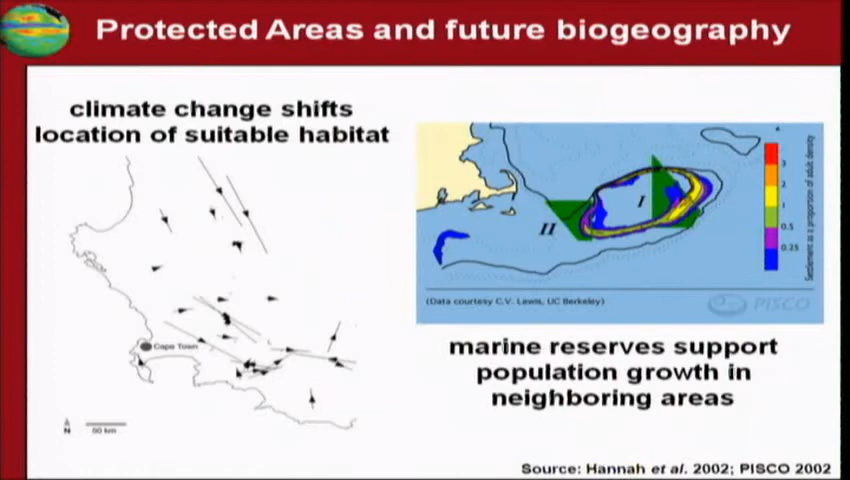 Protected Areas and future biogeography
climate change shifts
location of suitable habitat
Cape Town
N
50 km
I
II
3
2
1
0.5
0.25
Settlement as a proportion of adult density
(Data courtesy C.V. Lewis, UC Berkeley)
PISCO
marine reserves support
population growth in
neighboring areas
Source: Hannah et al. 2002; PISCO 2002